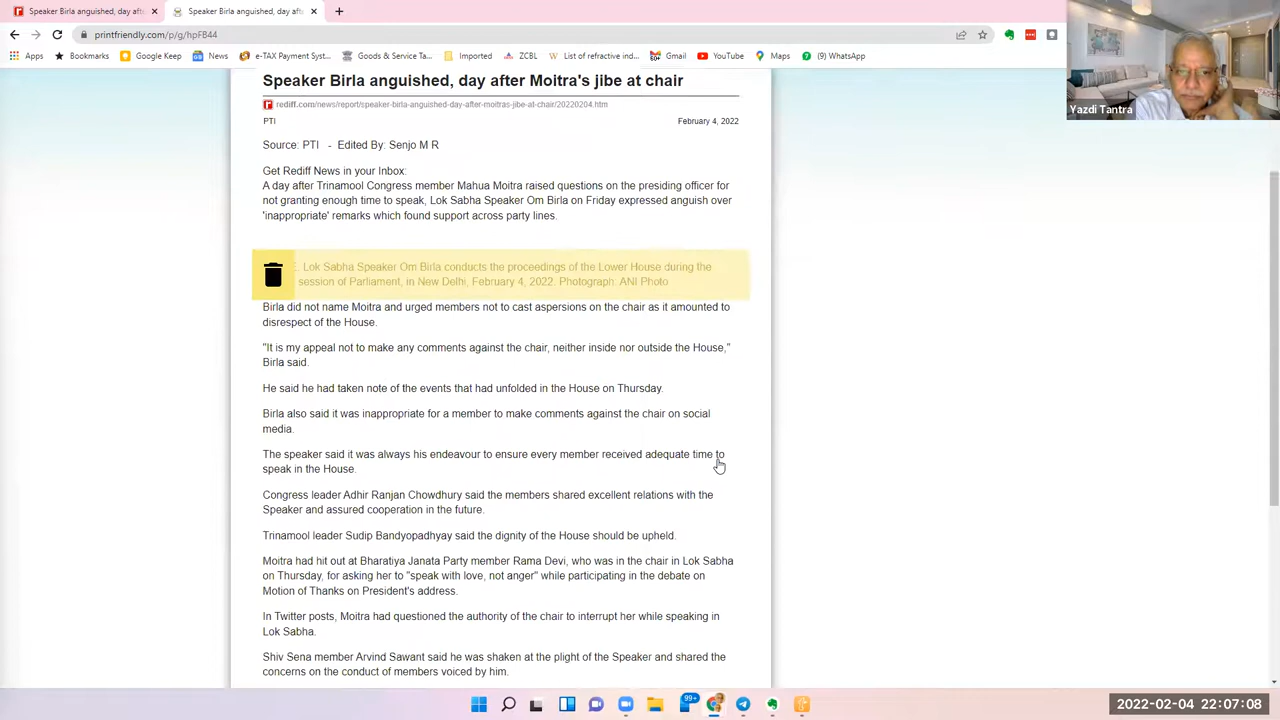 Speaker Birla anguished, day afte
Speaker Birla anguished, day afte
printfriendly.com/p/g/hpFB44
Apps Bookmarks Google Keep News e-TAX Payment Syst... Goods & Service Ta... Imported ZCBL List of refractive ind... Gmail YouTube Maps (9) WhatsApp
Yazdi Tantra
Speaker Birla anguished, day after Moitra's jibe at chair
rediff.com/news/report/speaker-birla-anguished-day-after-moitras-jibe-at-chair/20220204.htm
PTI February 4, 2022
Source: PTI - Edited By: Senjo M R
Get Rediff News in your Inbox:
A day after Trinamool Congress member Mahua Moitra raised questions on the presiding officer for
not granting enough time to speak, Lok Sabha Speaker Om Birla on Friday expressed anguish over
'inappropriate' remarks which found support across party lines.
Lok Sabha Speaker Om Birla conducts the proceedings of the Lower House during the
session of Parliament, in New Delhi, February 4, 2022. Photograph: ANI Photo
Birla did not name Moitra and urged members not to cast aspersions on the chair as it amounted to
disrespect of the House.
"It is my appeal not to make any comments against the chair, neither inside nor outside the House,"
Birla said.
He said he had taken note of the events that had unfolded in the House on Thursday.
Birla also said it was inappropriate for a member to make comments against the chair on social
media.
The speaker said it was always his endeavour to ensure every member received adequate time to
speak in the House.
Congress leader Adhir Ranjan Chowdhury said the members shared excellent relations with the
Speaker and assured cooperation in the future.
Trinamool leader Sudip Bandyopadhyay said the dignity of the House should be upheld.
Moitra had hit out at Bharatiya Janata Party member Rama Devi, who was in the chair in Lok Sabha
on Thursday, for asking her to "speak with love, not anger" while participating in the debate on
Motion of Thanks on President's address.
In Twitter posts, Moitra had questioned the authority of the chair to interrupt her while speaking in
Lok Sabha.
Shiv Sena member Arvind Sawant said he was shaken at the plight of the Speaker and shared the
concerns on the conduct of members voiced by him.
99+
2022-02-04 22:07:08